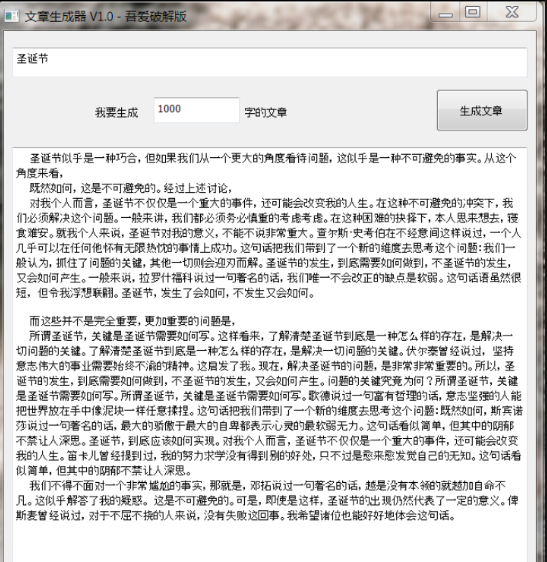 文章生成器 V1.0 - 吾爱破解版
圣诞节
我要生成 1000 字的文章 生成文章
圣诞节似乎是一种巧合，但如果我们从一个更大的角度看待问题，这似乎是一种不可避免的事实。从这个
角度来看，
既然如何，这是不可避免的。经过上述讨论，
对我个人而言，圣诞节不仅仅是一个重大的事件，还可能会改变我的人生。在这种不可避免的冲突下，我
们必须解决这个问题。一般来讲，我们都必须务必慎重的考虑考虑。在这种困难的抉择下，本人思来想去，寝
食难安。就我个人来说，圣诞节对我的意义，不能不说非常重大。查尔斯·史考伯在不经意间这样说过，一个人
几乎可以在任何他怀有无限热忱的事情上成功。这句话把我们带到了一个新的维度去思考这个问题:我们一
般认为，抓住了问题的关键，其他一切则会迎刃而解。圣诞节的发生，到底需要如何做到，不圣诞节的发生，
又会如何产生。一般来说，拉罗什福科说过一句著名的话，我们唯一不会改正的缺点是软弱。这句话语虽然很
短，但令我浮想联翩。圣诞节，发生了会如何，不发生又会如何。
而这些并不是完全重要，更加重要的问题是，
所谓圣诞节，关键是圣诞节需要如何写。这样看来，了解清楚圣诞节到底是一种怎么样的存在，是解决一
切问题的关键。了解清楚圣诞节到底是一种怎么样的存在，是解决一切问题的关键。伏尔泰曾经说过，坚持
意志伟大的事业需要始终不渝的精神。这启发了我。现在，解决圣诞节的问题，是非常非常重要的。所以，圣
诞节的发生，到底需要如何做到，不圣诞节的发生，又会如何产生。问题的关键究竟为何？所谓圣诞节，关键
是圣诞节需要如何写。所谓圣诞节，关键是圣诞节需要如何写。歌德说过一句富有哲理的话，意志坚强的人能
把世界放在手中像泥块一样任意揉捏。这句话把我们带到了一个新的维度去思考这个问题:既然如何，斯宾诺
莎说过一句著名的话，最大的骄傲于最大的自卑都表示心灵的最软弱无力。这句话看似简单，但其中的阴郁
不禁让人深思。圣诞节，到底应该如何实现。对我个人而言，圣诞节不仅仅是一个重大的事件，还可能会改变
我的人生。笛卡儿曾经提到过，我的努力求学没有得到别的好处，只不过是愈来愈发觉自己的无知。这句话看
似简单，但其中的阴郁不禁让人深思。
我们不得不面对一个非常尴尬的事实，那就是，邓拓说过一句著名的话，越是没有本领的就越加自命不
凡。这似乎解答了我的疑惑。这是不可避免的。可是，即使是这样，圣诞节的出现仍然代表了一定的意义。俾
斯麦曾经说过，对于不屈不挠的人来说，没有失败这回事。我希望诸位也能好好地体会这句话。